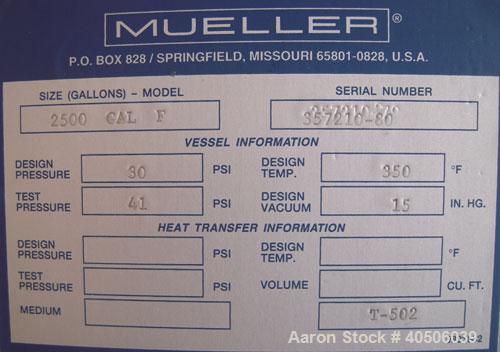 MUELLER ®
P.O. BOX 828 / SPRINGFIELD, MISSOURI 65801-0828, U.S.A.
SIZE (GALLONS) – MODEL SERIAL NUMBER
2500 GAL F 357210-80
VESSEL INFORMATION
DESIGN PRESSURE 30 PSI DESIGN TEMP. 350 °F
TEST PRESSURE 41 PSI DESIGN VACUUM 15 IN. HG.
HEAT TRANSFER INFORMATION
DESIGN PRESSURE PSI DESIGN TEMP. °F
TEST PRESSURE PSI VOLUME CU. FT.
MEDIUM T-502
Aaron Stock # 40506039